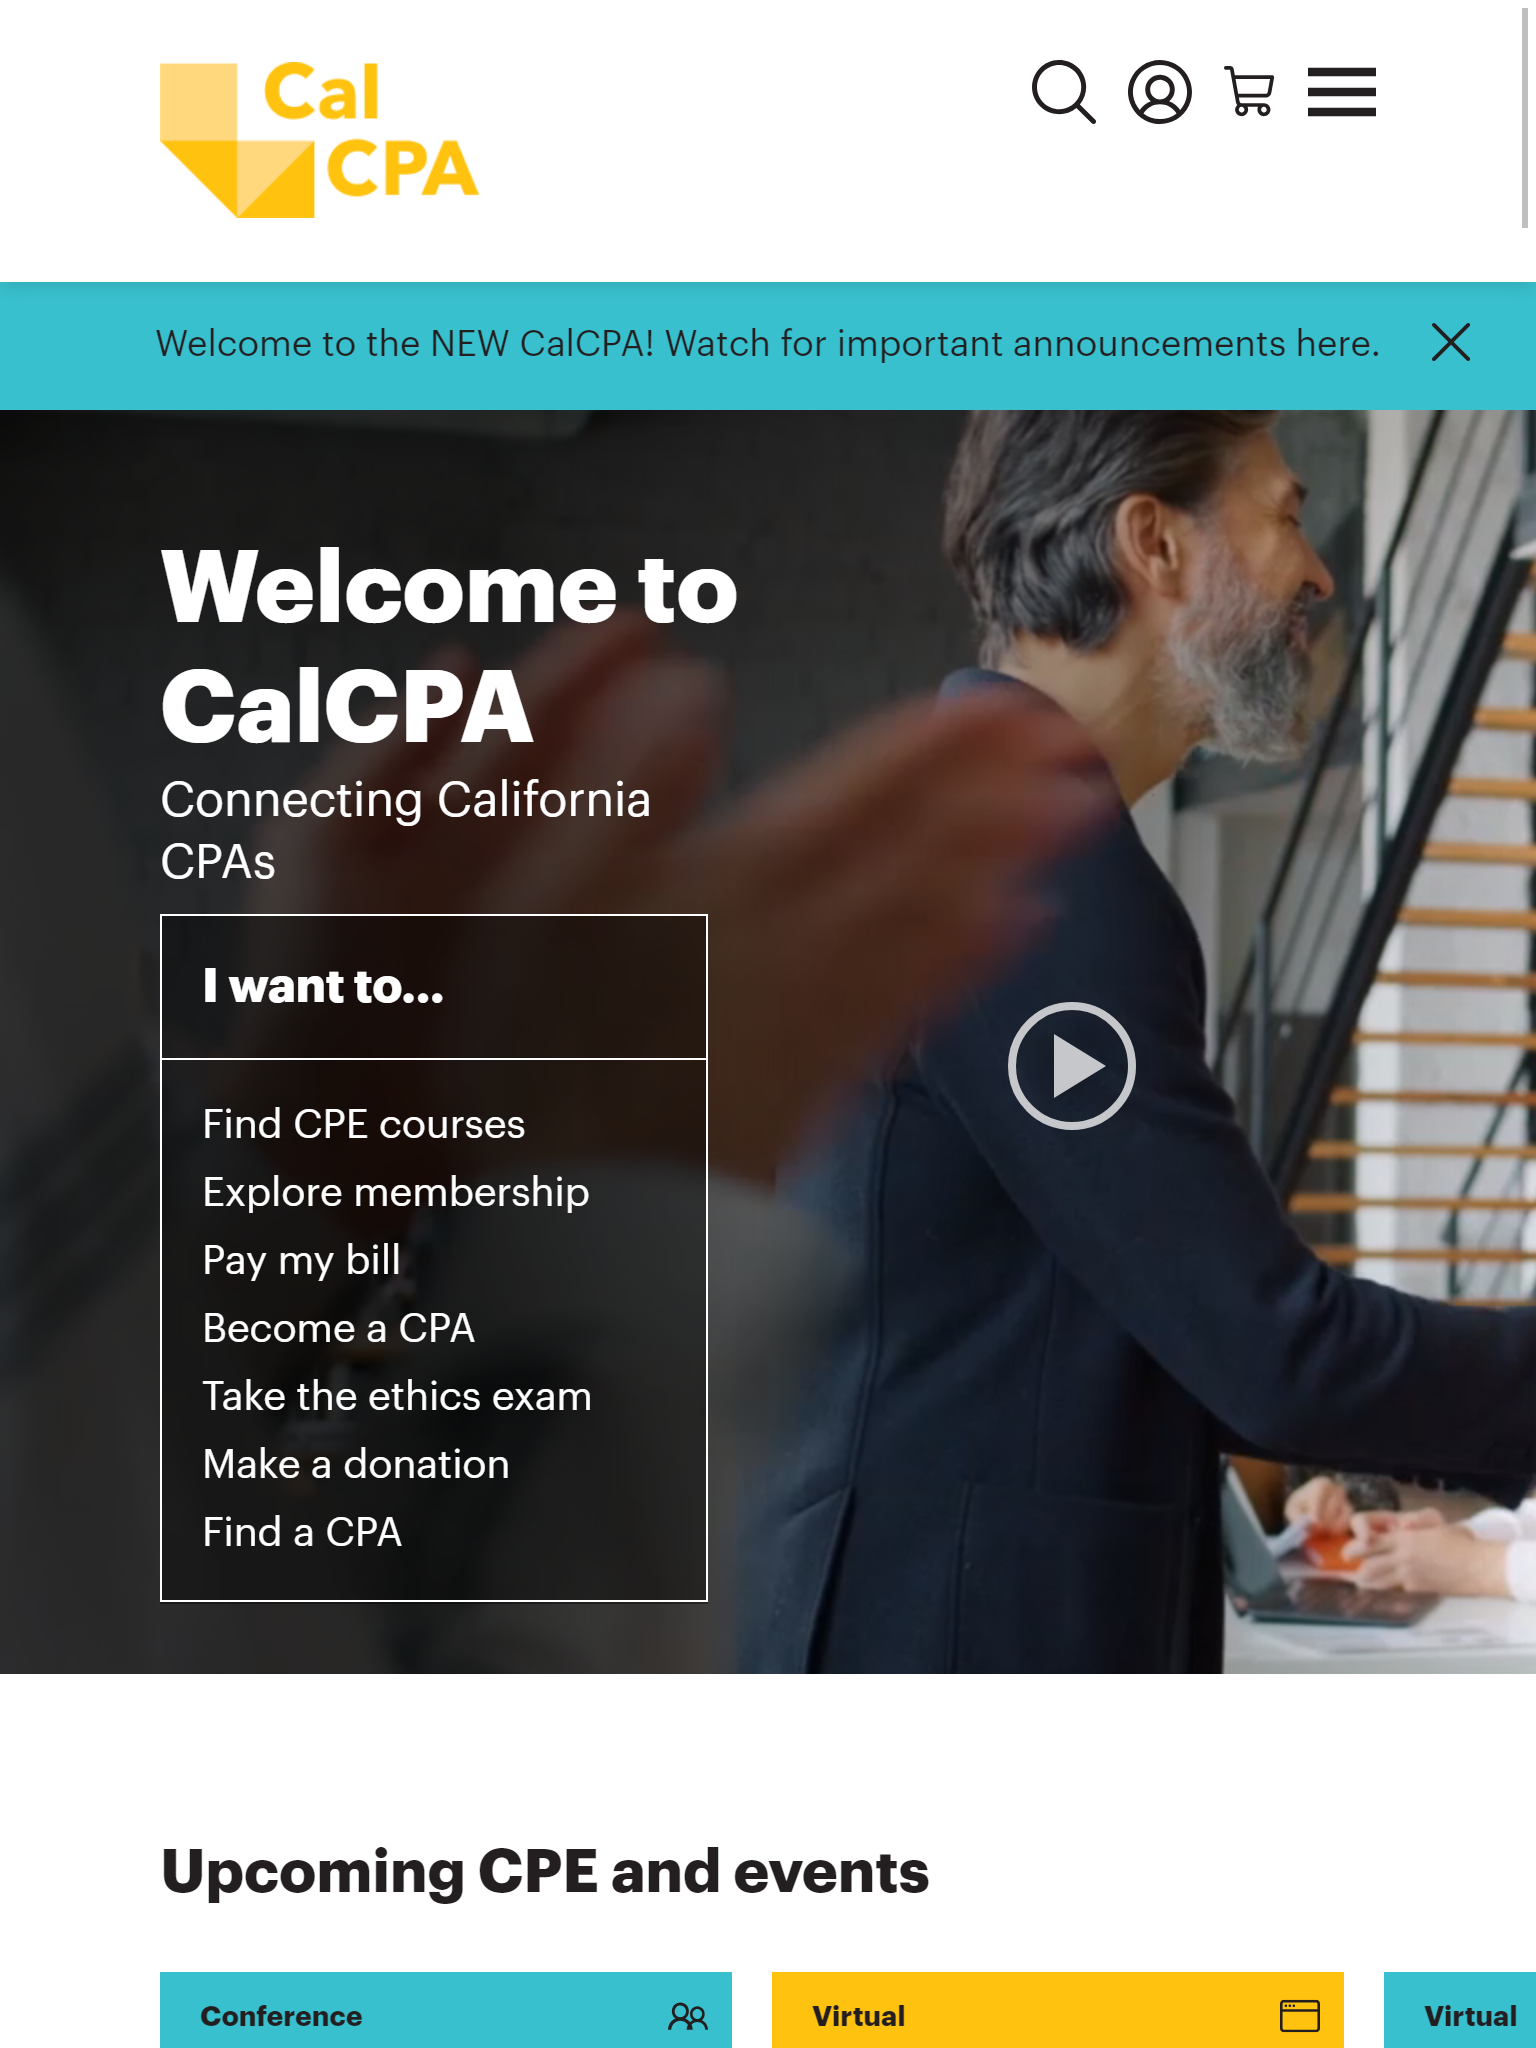 Cal
CPA
Welcome to the NEW CalCPA! Watch for important announcements here.
Welcome to
CalCPA
Connecting California
CPAs
I want to...
Find CPE courses
Explore membership
Pay my bill
Become a CPA
Take the ethics exam
Make a donation
Find a CPA
Upcoming CPE and events
Conference
Virtual
Virtual